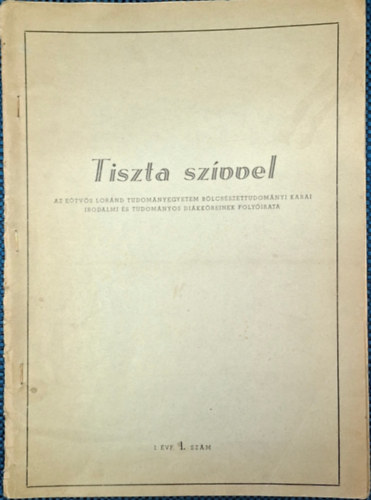 Tiszta szívvel
AZ EÖTVÖS LORÁND TUDOMÁNYEGYETEM BÖLCSÉSZETTUDOMÁNYI KARAI
IRODALMI ÉS TUDOMÁNYOS DIÁKKÖREINEK FOLYÓIRATA
I. ÉVF. 1. SZÁM